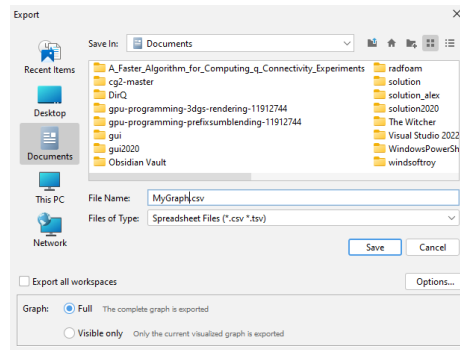 Export
Save In: Documents
Recent Items
Desktop
Documents
This PC
Network
A_Faster_Algorithm_for_Computing_q_Connectivity_Experiments
cg2-master
DirQ
gpu-programming-3dgs-rendering-11912744
gpu-programming-prefixsumblending-11912744
gui
gui2020
Obsidian Vault
radfoam
solution
solution_alex
solution2020
The Witcher
Visual Studio 2022
WindowsPowerSh
windsoftroy
File Name: MyGraph.csv
Files of Type: Spreadsheet Files (*.csv *.tsv)
Save Cancel
Export all workspaces Options...
Graph: Full The complete graph is exported
Visible only Only the current visualized graph is exported